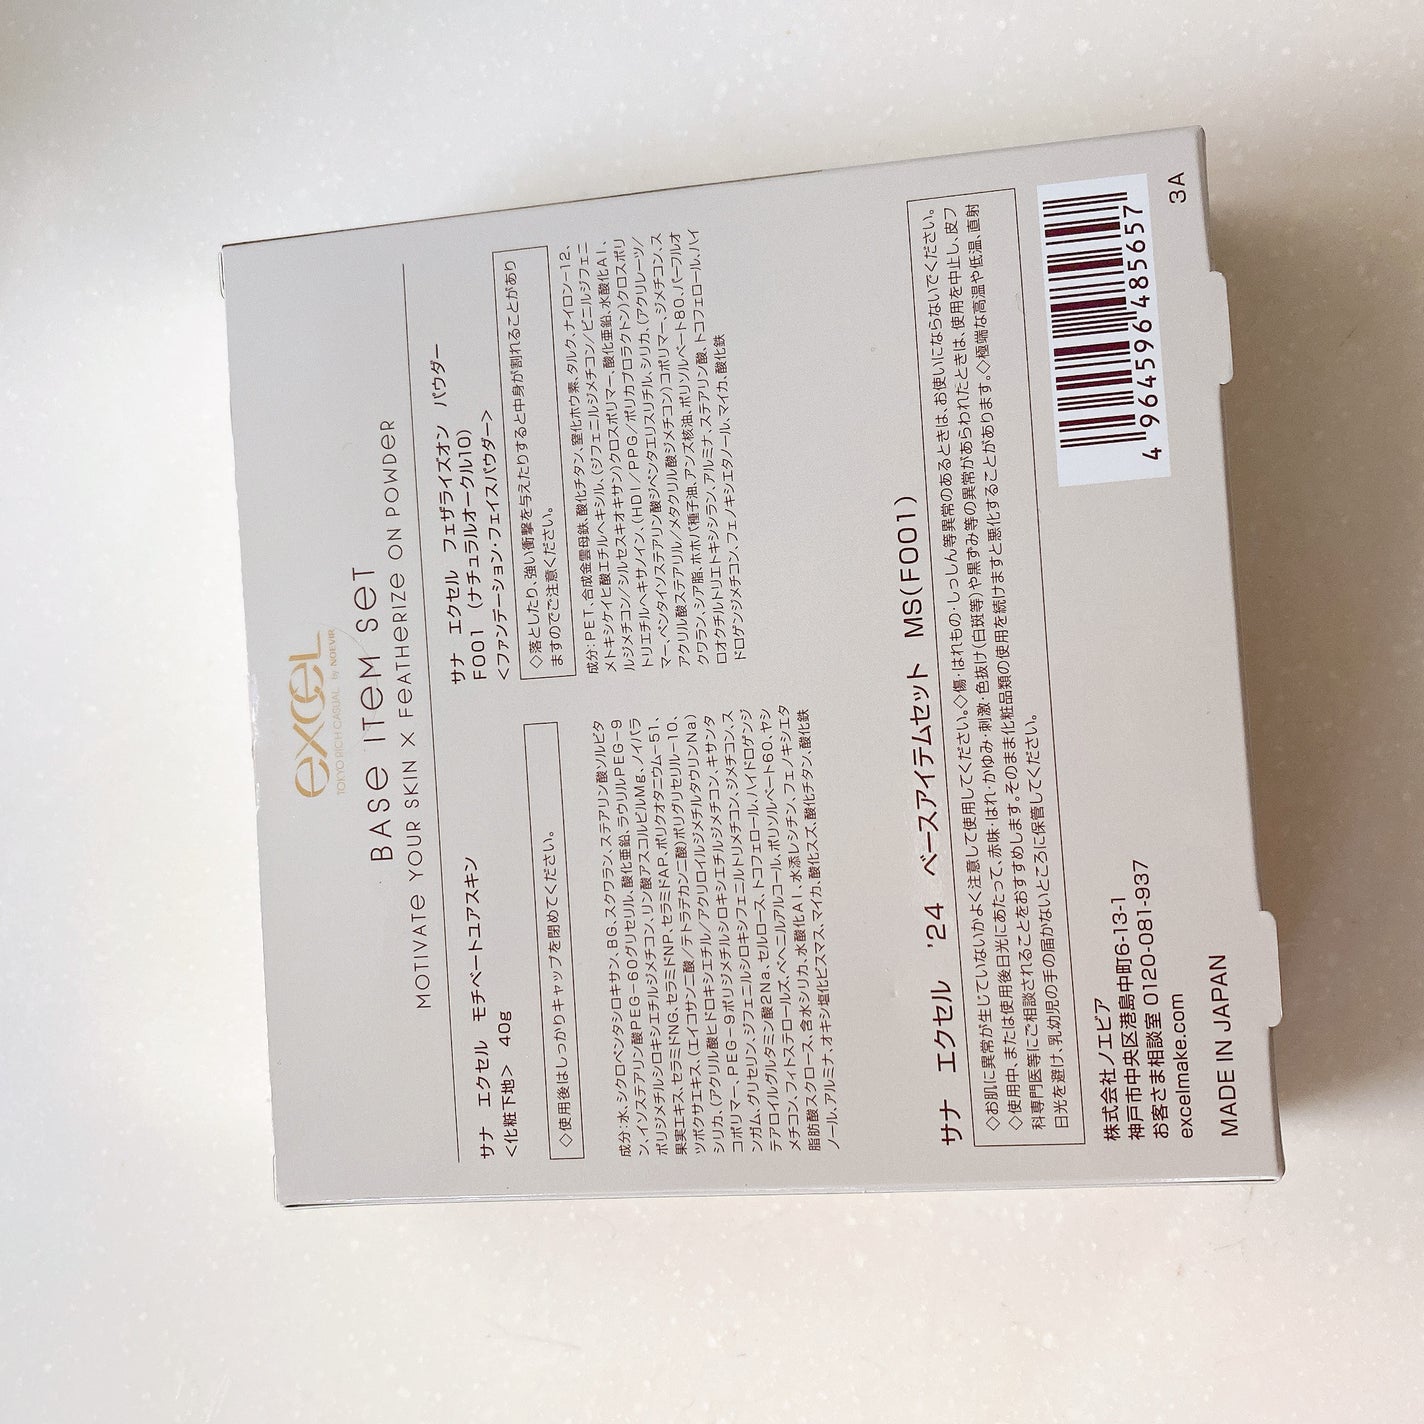 excel
TOKYO RICH CASUAL by NOEVIR
BASE ITEM SET
MOTIVATE YOUR SKIN × FEATHERIZE ON POWDER
サナ エクセル モチベートユアスキン
<化粧下地> 40g
◇使用後はしっかりキャップを閉めてください。
成分:水、シクロペンタシロキサン、BG、スクワラン、ステアリン酸ソルビタ
ン、イソステアリン酸PEG-60グリセリル、酸化亜鉛、ラウリルPEG-9
ポリジメチルシロキシエチルジメチコン、リン酸アスコルビルMg、ノイバラ
果実エキス、セラミドNG、セラミドNP、セラミドAP、ポリクオタニウム-51、
ツボクサエキス、(エイコサン二酸/テトラデカン二酸)ポリグリセリル-10、
シリカ、(アクリル酸ヒドロキシエチル/アクリロイルジメチルタウリンNa)
コポリマー、PEG-9ポリジメチルシロキシエチルジメチコン、キサンタ
ンガム、グリセリン、ジフェニルシロキシフェニルトリメチコン、ジメチコン、ス
テアロイルグルタミン酸2Na、セルロース、トコフェロール、ハイドロゲンジ
メチコン、フィトステロールズ、ベヘニルアルコール、ポリソルベート60、ヤシ
脂肪酸スクロース、含水シリカ、水酸化Al、水添レシチン、フェノキシエタ
ノール、アルミナ、オキシ塩化ビスマス、マイカ、酸化スズ、酸化チタン、酸化鉄
サナ エクセル フェザライズオン パウダー
FO01 (ナチュラルオークル10)
<ファンデーション・フェイスパウダー>
◇落としたり、強い衝撃を与えたりすると中身が割れることがあり
ますのでご注意ください。
成分:PET、合成金雲母鉄、酸化チタン、窒化ホウ素、タルク、ナイロン-12、
メトキシケイヒ酸エチルヘキシル、(ジフェニルジメチコン/ビニルジフェニ
ルジメチコン/シルセスキオキサン)クロスポリマー、酸化亜鉛、水酸化Al、
トリエチルヘキサノイン、(HDI/PPG/ポリカプロラクトン)クロスポリ
マー、ペンタイソステアリン酸ジペンタエリスリチル、シリカ、(アクリレーツ/
アクリル酸ステアリル/メタクリル酸ジメチコン)コポリマー、ジメチコン、ス
クワラン、シア脂、ホホバ種子油、アンズ核油、ポリソルベート80、パーフルオ
ロオクチルトリエトキシシラン、アルミナ、ステアリン酸、トコフェロール、ハイ
ドロゲンジメチコン、フェノキシエタノール、マイカ、酸化鉄
サナ エクセル '24 ベースアイテムセット MS(FO01)
◇お肌に異常が生じていないかよく注意して使用してください。◇傷・はれもの・しっしん等異常のあるときは、お使いにならないでください。
◇使用中、または使用後日光にあたって、赤味・はれ・かゆみ・刺激・色抜け(白斑等)や黒ずみ等の異常があらわれたときは、使用を中止し、皮フ
科専門医等にご相談されることをおすすめします。そのまま化粧品類の使用を続けますと悪化することがあります。◇極端な高温や低温、直射
日光を避け、乳幼児の手の届かないところに保管してください。
株式会社ノエビア
神戸市中央区港島中町6-13-1
お客さま相談室 0120-081-937
excelmake.com
MADE IN JAPAN
4964596485657
3A